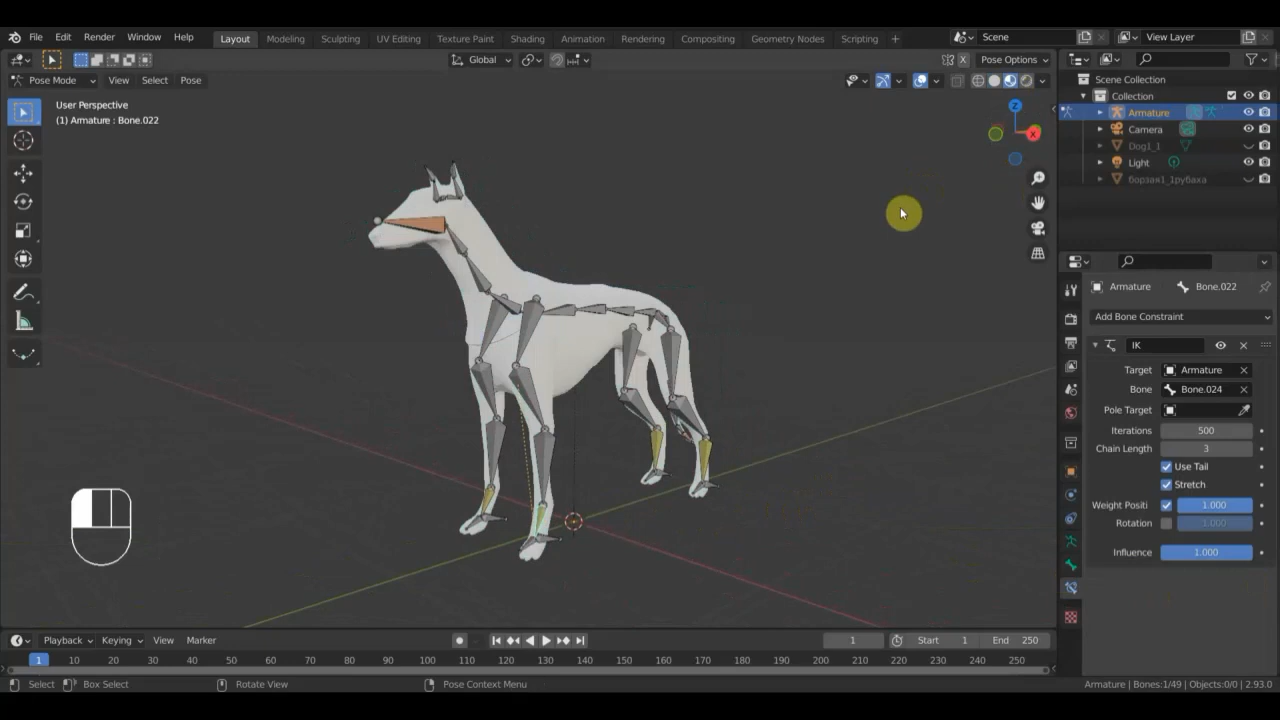 File Edit Render Window Help Layout Modeling Sculpting UV Editing Texture Paint Shading Animation Rendering Compositing Geometry Nodes Scripting + Scene View Layer
Global Pose Options
Pose Mode View Select Pose
User Perspective
(1) Armature : Bone.022
Z
X
Scene Collection
Collection
Armature
Camera
Dog1_1
Light
борзая1_1рубаха
Armature Bone.022
Add Bone Constraint
IK
Target Armature
Bone Bone.024
Pole Target
Iterations 500
Chain Length 3
Use Tail
Stretch
Weight Positi 1.000
Rotation 1.000
Influence 1.000
Playback Keying View Marker 1 Start 1 End 250
1 10 20 30 40 50 60 70 80 90 100 110 120 130 140 150 160 170 180 190 200 210 220 230 240 250
Select Box Select Rotate View Pose Context Menu Armature | Bones:1/49 | Objects:0/0 | 2.93.0